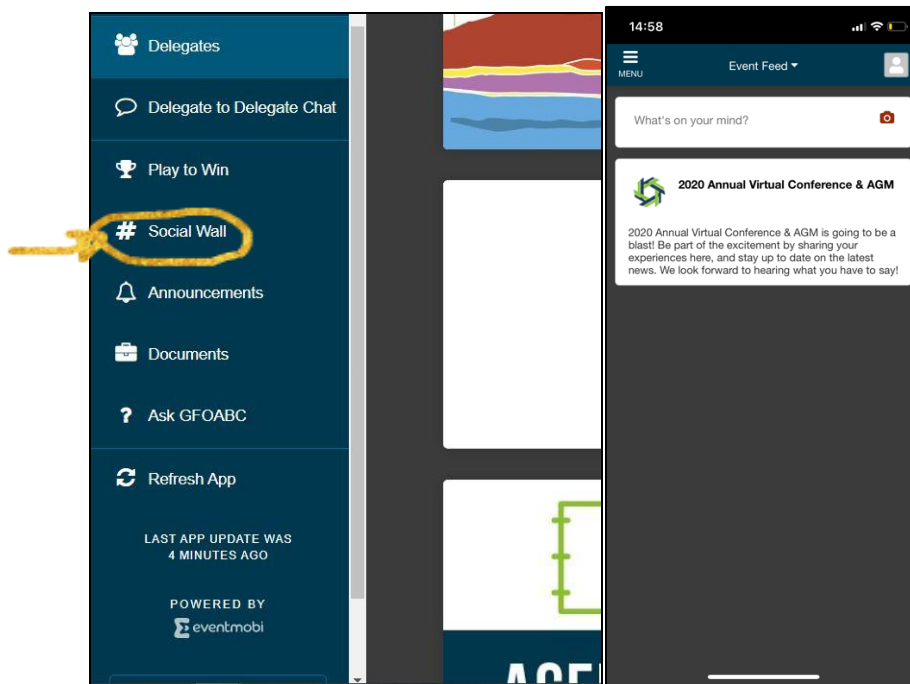 Delegates
Delegate to Delegate Chat
Play to Win
# Social Wall
Announcements
Documents
? Ask GFOABC
Refresh App
LAST APP UPDATE WAS
4 MINUTES AGO
POWERED BY
eventmobi
14:58
MENU
Event Feed
What's on your mind?
2020 Annual Virtual Conference & AGM
2020 Annual Virtual Conference & AGM is going to be a
blast! Be part of the excitement by sharing your
experiences here, and stay up to date on the latest
news. We look forward to hearing what you have to say!